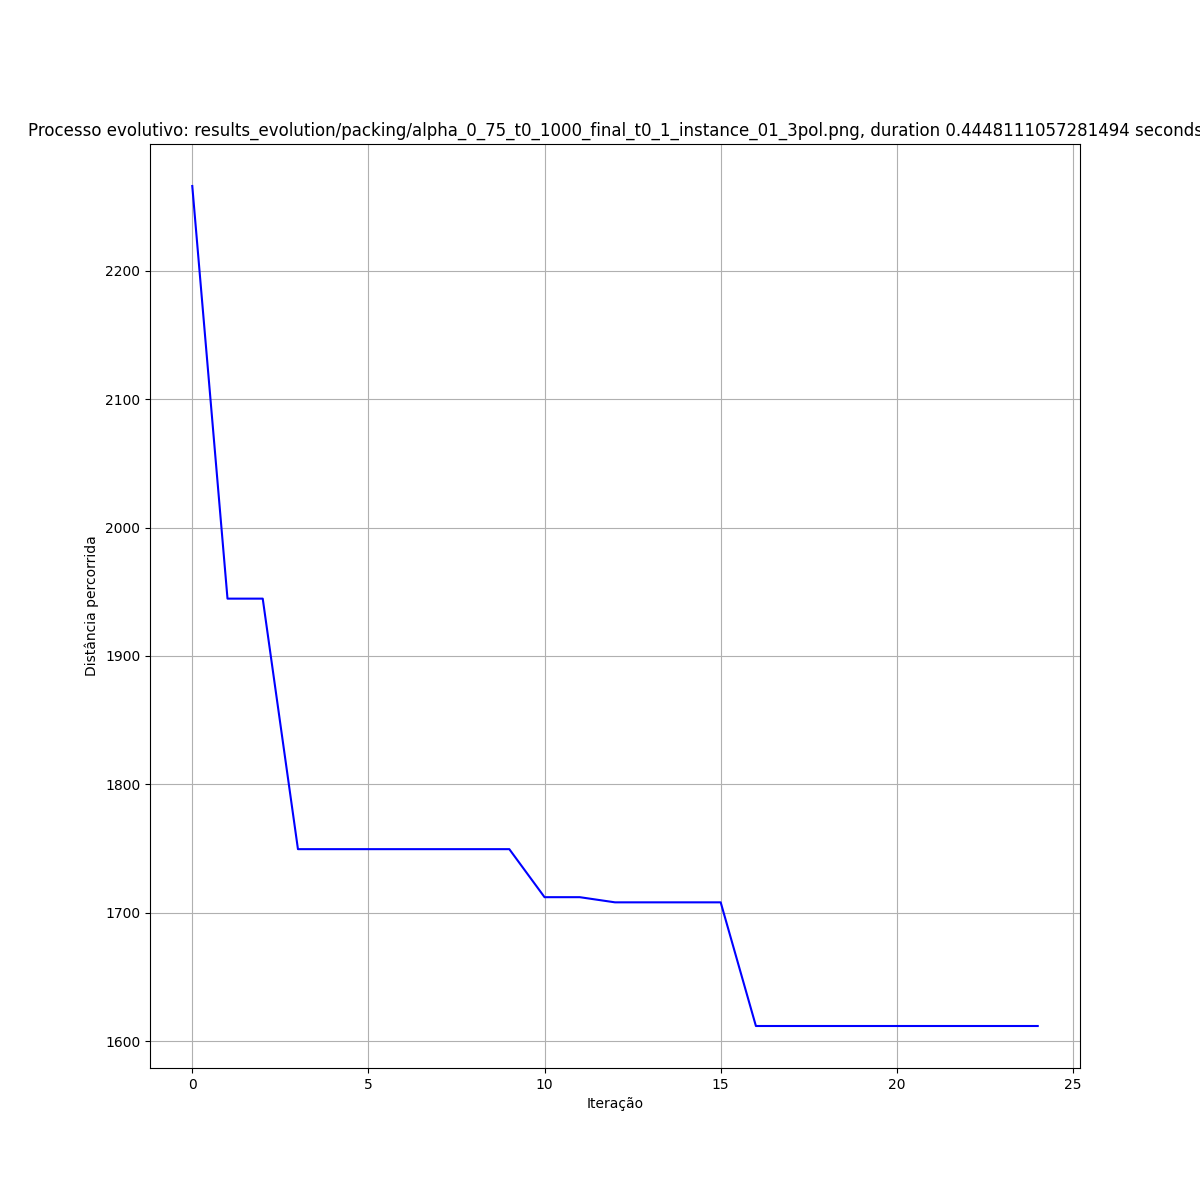 Processo evolutivo: results_evolution/packing/alpha_0_75_t0_1000_final_t0_1_instance_01_3pol.png, duration 0.4448111057281494 seconds
2200
2100
2000
1900
1800
1700
1600
Distância percorrida
0 5 10 15 20 25
Iteração